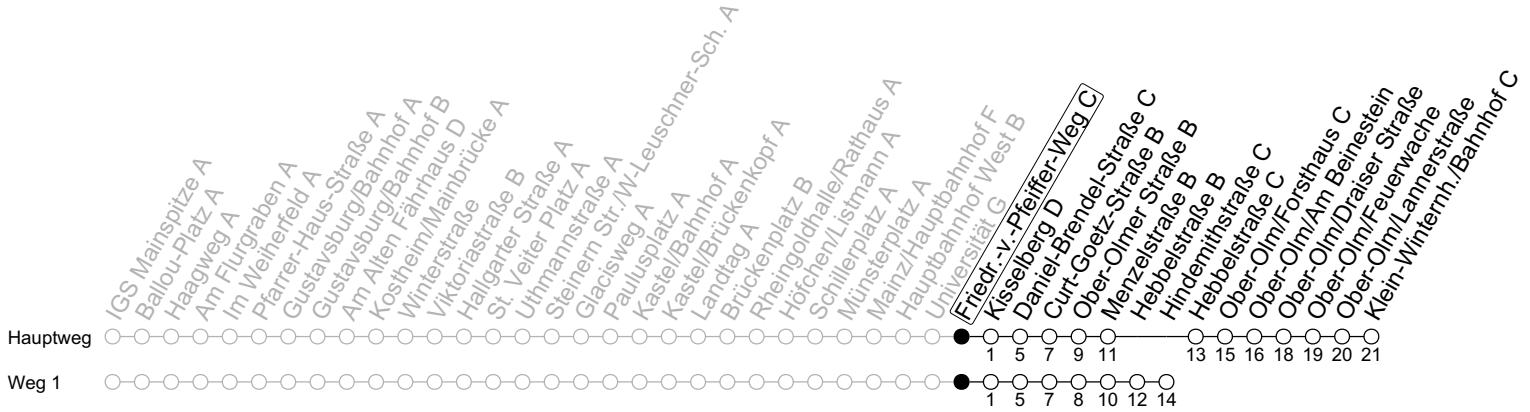 IGS Mainspitze A
Ballou-Platz A
Haagweg A
Am Flurgraben A
Im Weiherfeld A
Pfarrer-Haus-Straße A
Gustavsburg/Bahnhof A
Gustavsburg/Bahnhof B
Am Alten Fährhaus D
Kostheim/Mainbrücke A
Winterstraße
Viktoriastraße B
Hallgarter Straße A
St. Veiter Platz A
Uthmannstraße A
Steinern Str./W-Leuschner-Sch. A
Glacisweg A
Paulusplatz A
Kastel/Bahnhof A
Kastel/Brückenkopf A
Landtag A
Brückenplatz B
Rheingoldhalle/Rathaus A
Höfchen/Listmann A
Schillerplatz A
Münsterplatz A
Mainz/Hauptbahnhof F
Hauptbahnhof West B
Universität G
Friedr.-v.-Pfeiffer-Weg C
Kisselberg D
Daniel-Brendel-Straße C
Curt-Goetz-Straße B
Ober-Olmer Straße B
Menzelstraße B
Hebbelstraße B
Hindemithstraße C
Hebbelstraße C
Ober-Olm/Forsthaus C
Ober-Olm/Am Beinestein
Ober-Olm/Draiser Straße
Ober-Olm/Feuerwache
Ober-Olm/Lannerstraße
Klein-Winternh./Bahnhof C
Hauptweg
1 5 7 9 11 13 15 16 18 19 20 21
Weg 1
1 5 7 8 10 12 14